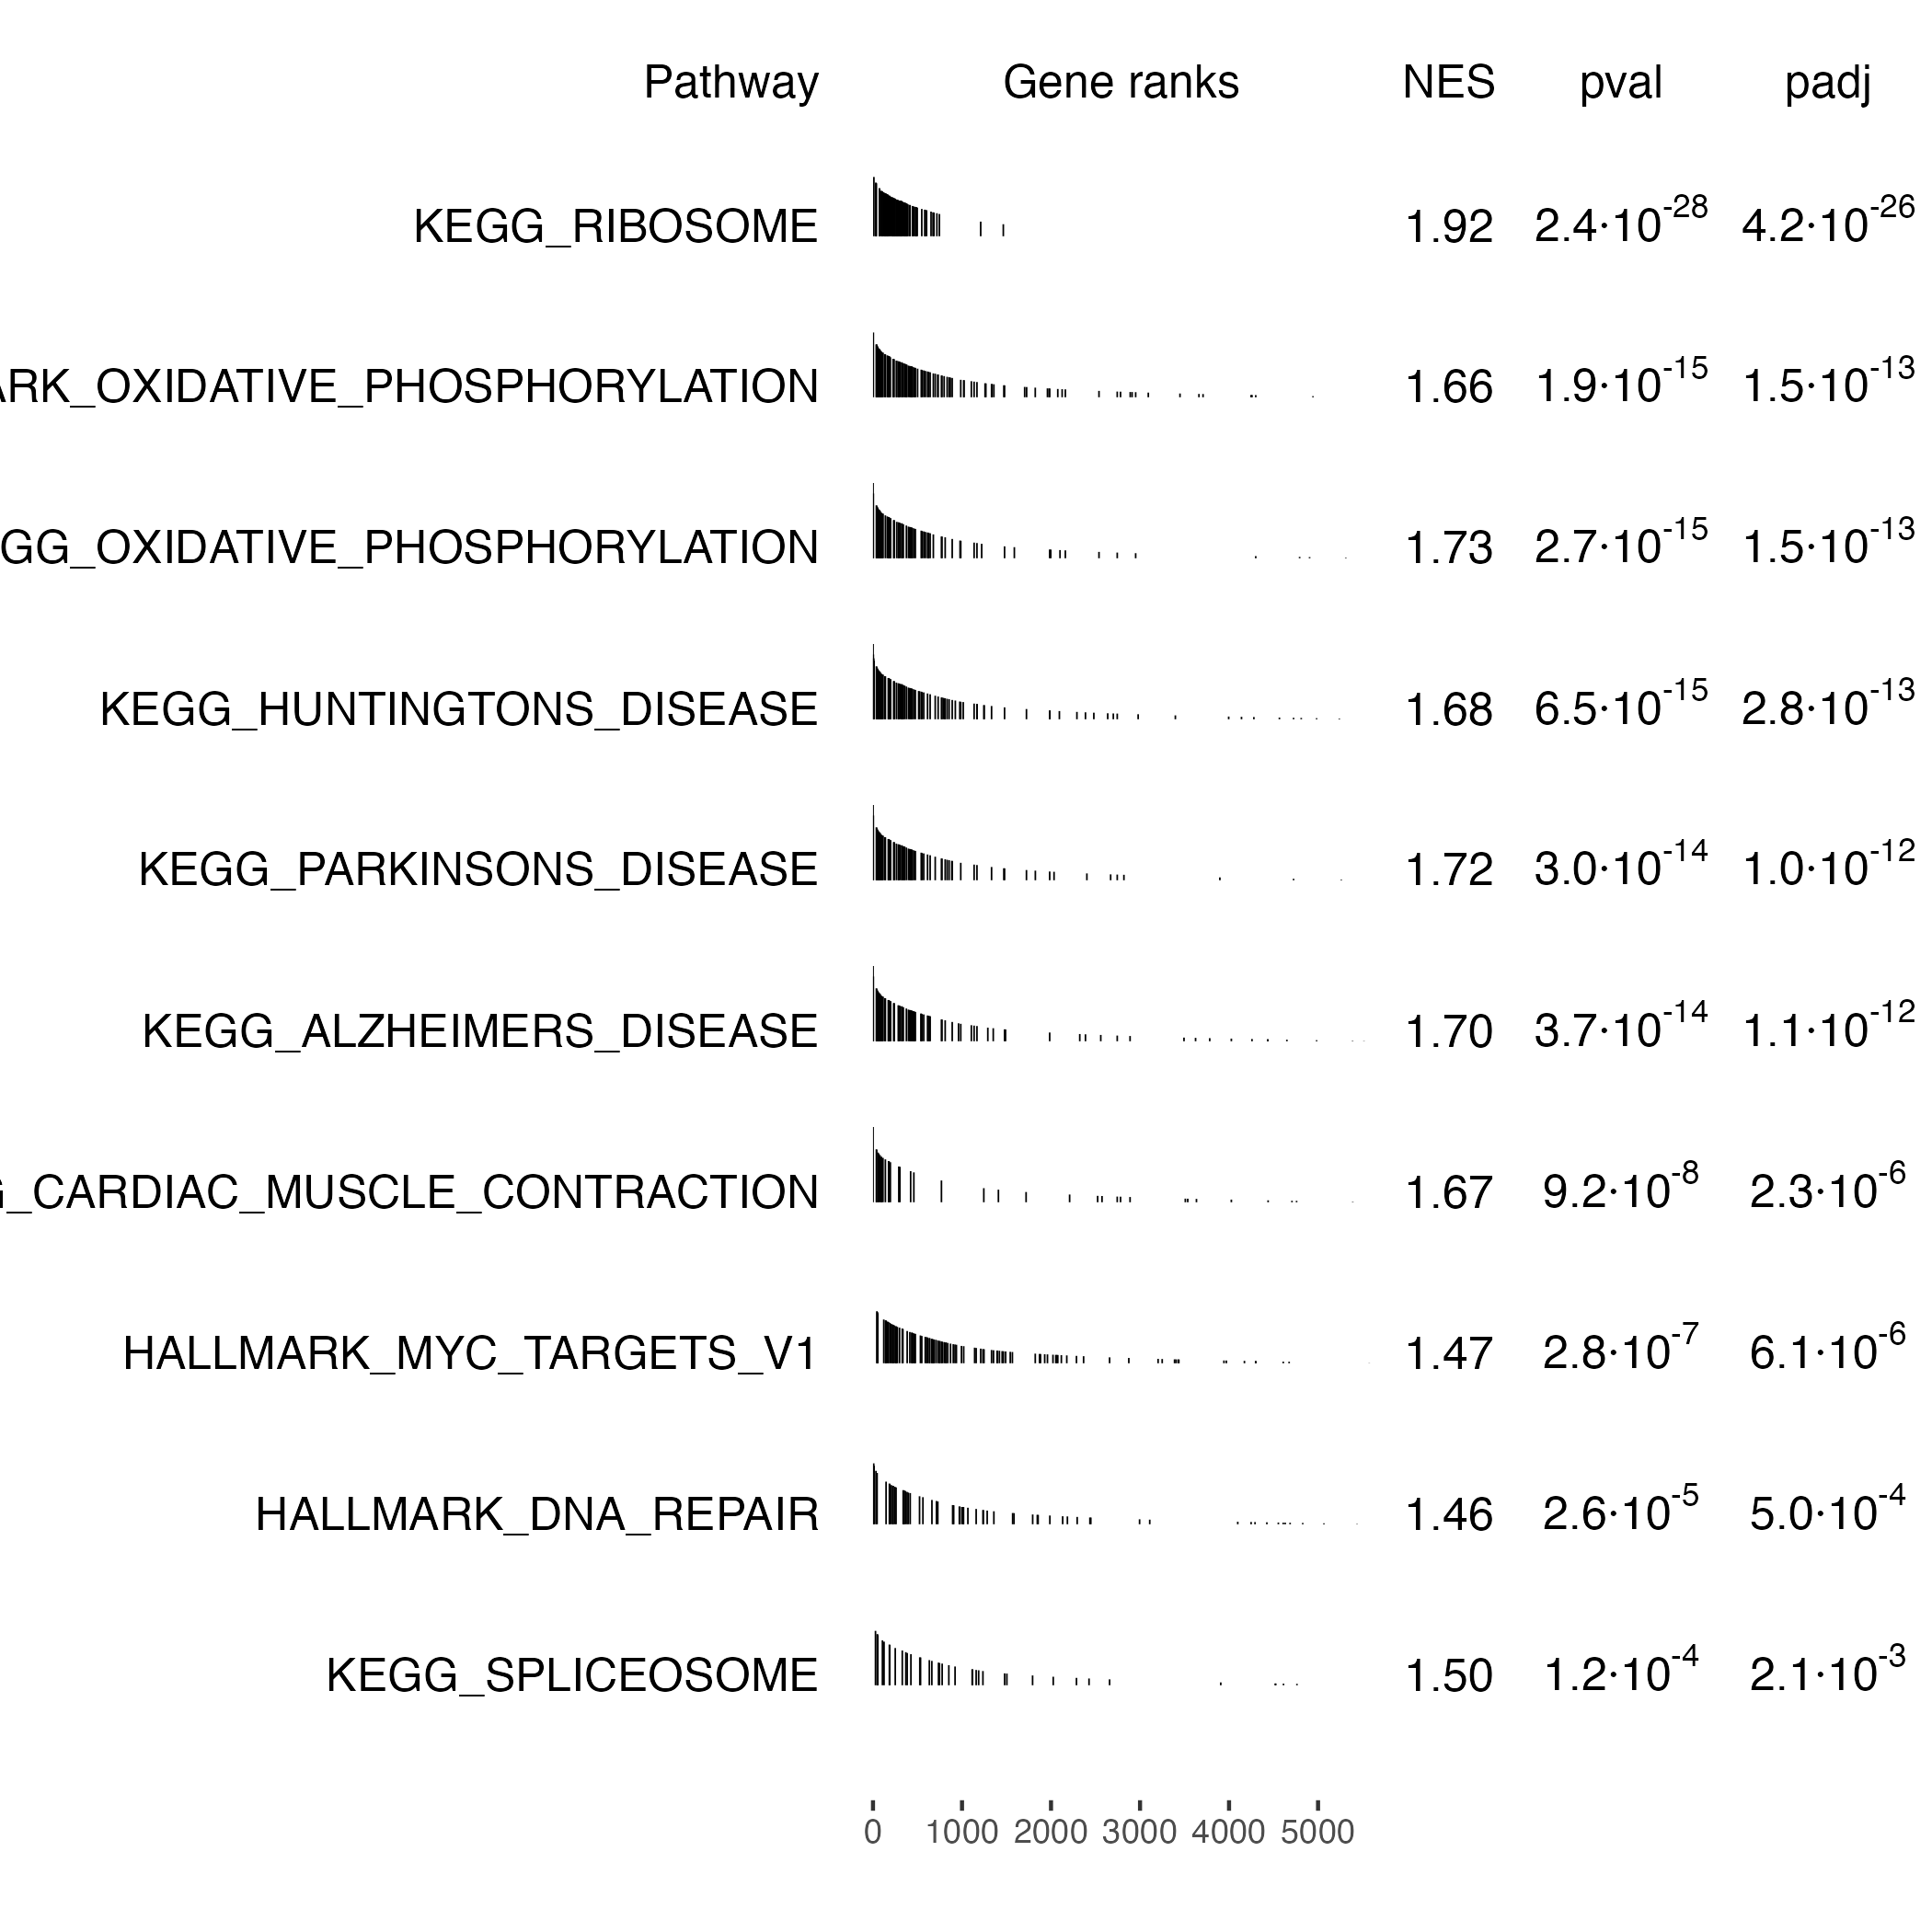 Pathway Gene ranks NES pval padj
KEGG_RIBOSOME 1.92 2.4·10^-28 4.2·10^-26
ARK_OXIDATIVE_PHOSPHORYLATION 1.66 1.9·10^-15 1.5·10^-13
GG_OXIDATIVE_PHOSPHORYLATION 1.73 2.7·10^-15 1.5·10^-13
KEGG_HUNTINGTONS_DISEASE 1.68 6.5·10^-15 2.8·10^-13
KEGG_PARKINSONS_DISEASE 1.72 3.0·10^-14 1.0·10^-12
KEGG_ALZHEIMERS_DISEASE 1.70 3.7·10^-14 1.1·10^-12
G_CARDIAC_MUSCLE_CONTRACTION 1.67 9.2·10^-8 2.3·10^-6
HALLMARK_MYC_TARGETS_V1 1.47 2.8·10^-7 6.1·10^-6
HALLMARK_DNA_REPAIR 1.46 2.6·10^-5 5.0·10^-4
KEGG_SPLICEOSOME 1.50 1.2·10^-4 2.1·10^-3
0 1000 2000 3000 4000 5000